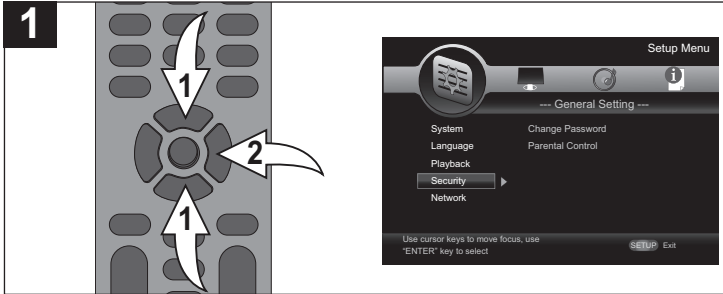 1
1
2
1
Setup Menu
--- General Setting ---
System Change Password
Language Parental Control
Playback
Security
Network
Use cursor keys to move focus, use
“ENTER” key to select
SETUP Exit